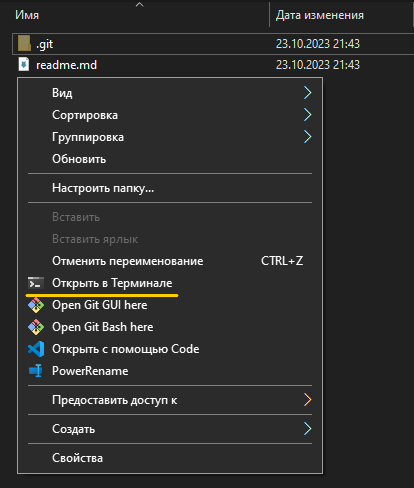 Имя Дата изменения
.git 23.10.2023 21:43
readme.md 23.10.2023 21:43
Вид
Сортировка
Группировка
Обновить
Настроить папку...
Вставить
Вставить ярлык
Отменить переименование CTRL+Z
Открыть в Терминале
Open Git GUI here
Open Git Bash here
Открыть с помощью Code
PowerRename
Предоставить доступ к
Создать
Свойства